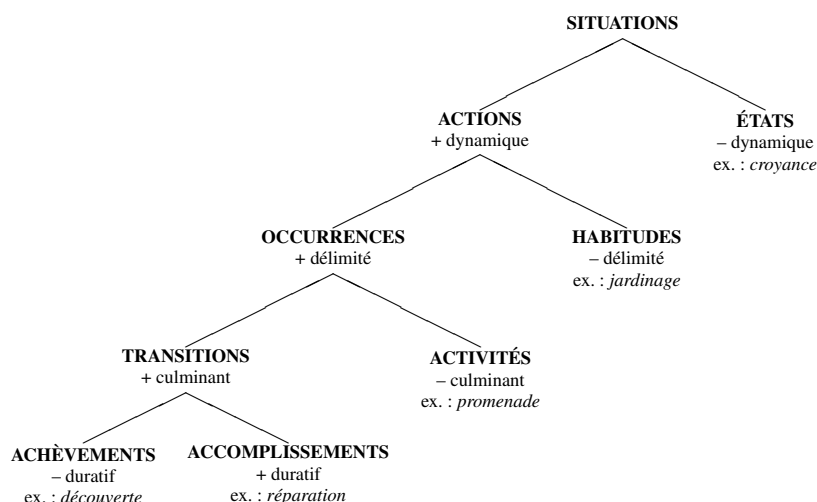 SITUATIONS
ACTIONS
+ dynamique
ÉTATS
– dynamique
ex. : croyance
OCCURRENCES
+ délimité
HABITUDES
– délimité
ex. : jardinage
TRANSITIONS
+ culminant
ACTIVITÉS
– culminant
ex. : promenade
ACHÈVEMENTS
– duratif
ex. : découverte
ACCOMPLISSEMENTS
+ duratif
ex. : réparation